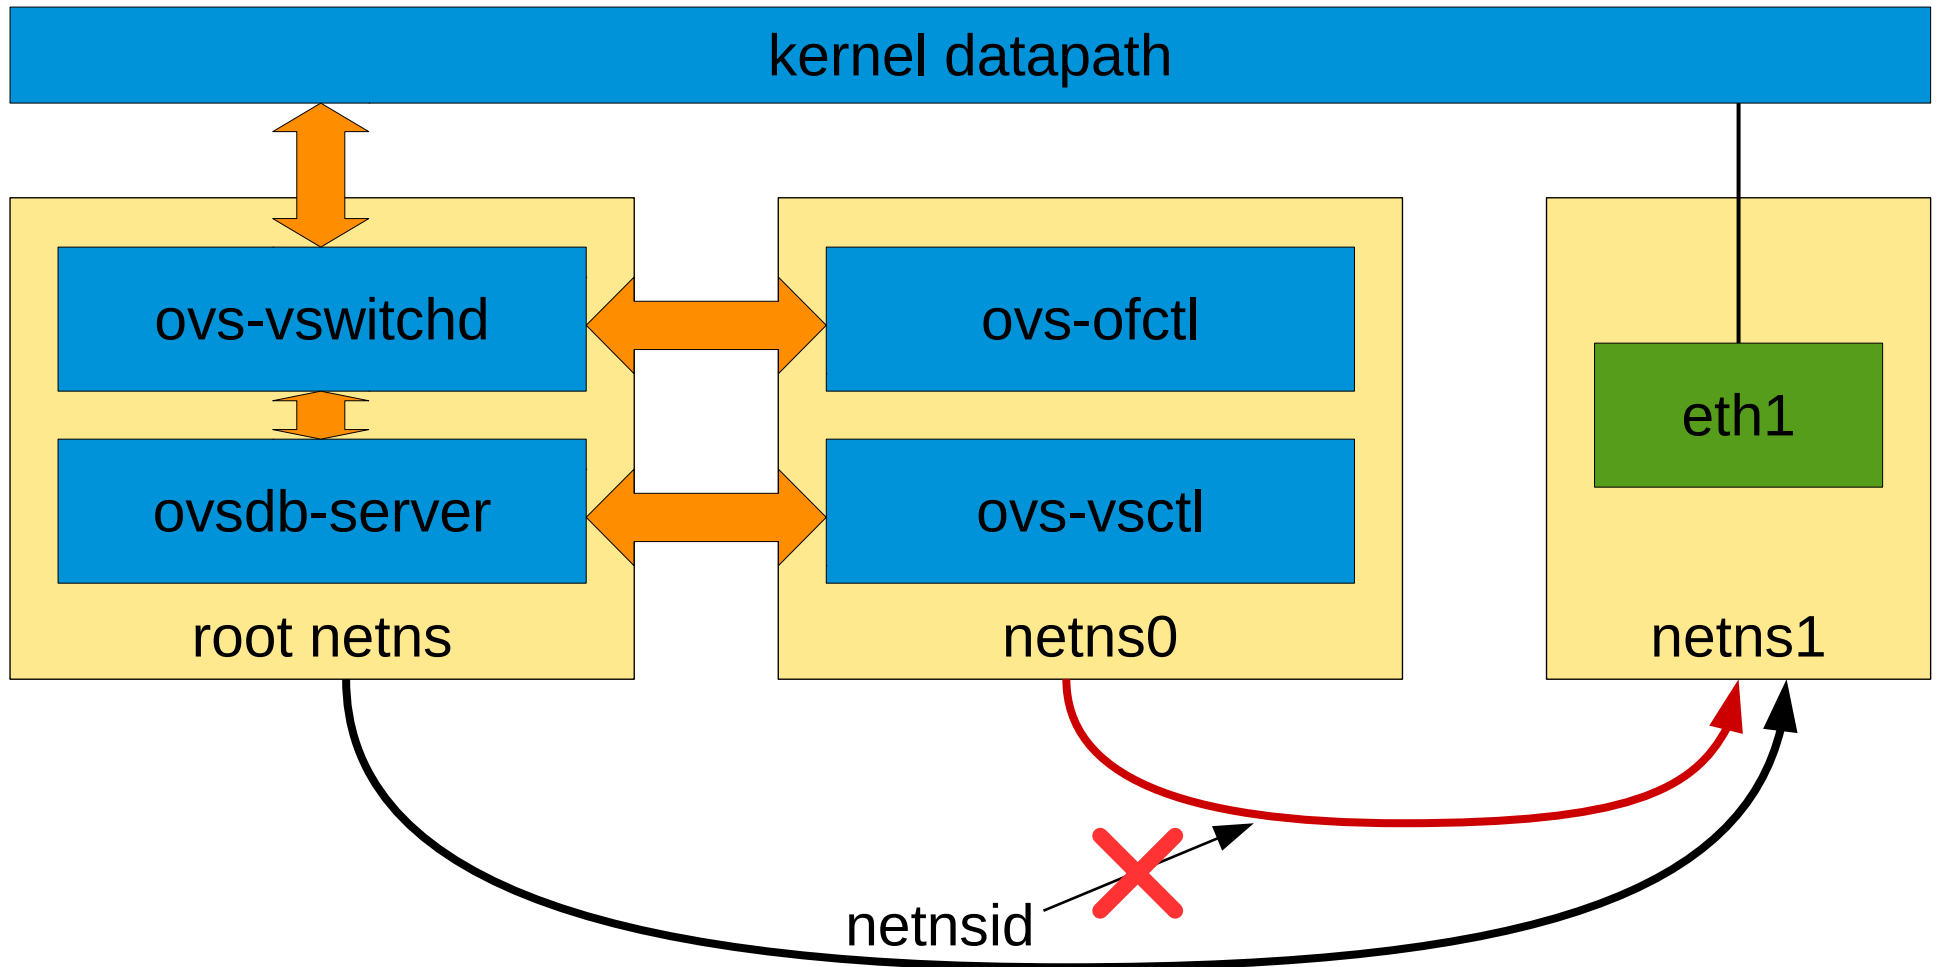 kernel datapath
ovs-vswitchd
ovs-ofctl
eth1
ovsdb-server
ovs-vsctl
root netns
netns0
netns1
netnsid